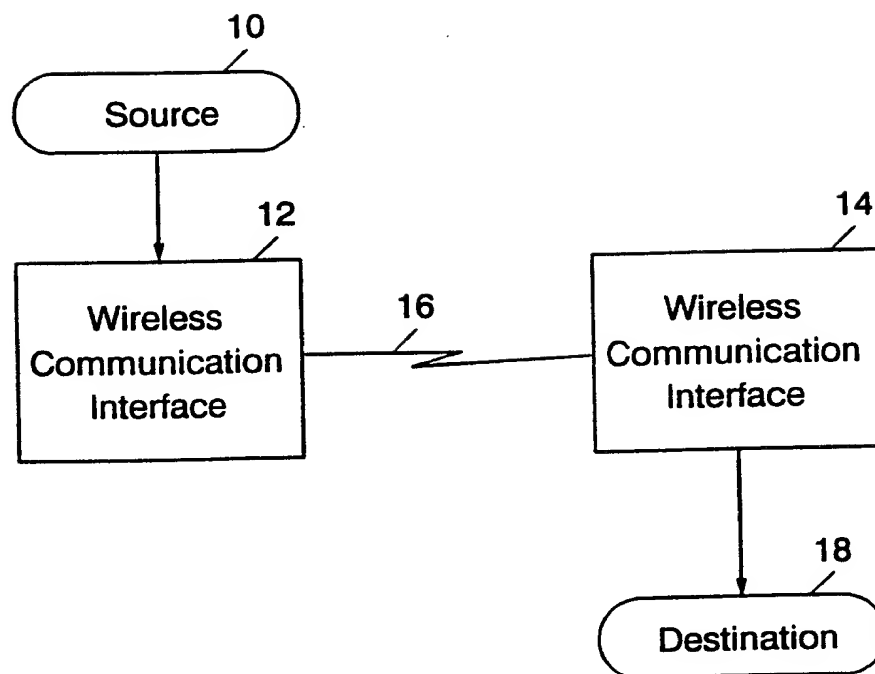 10
Source
12
Wireless
Communication
Interface
16
14
Wireless
Communication
Interface
18
Destination